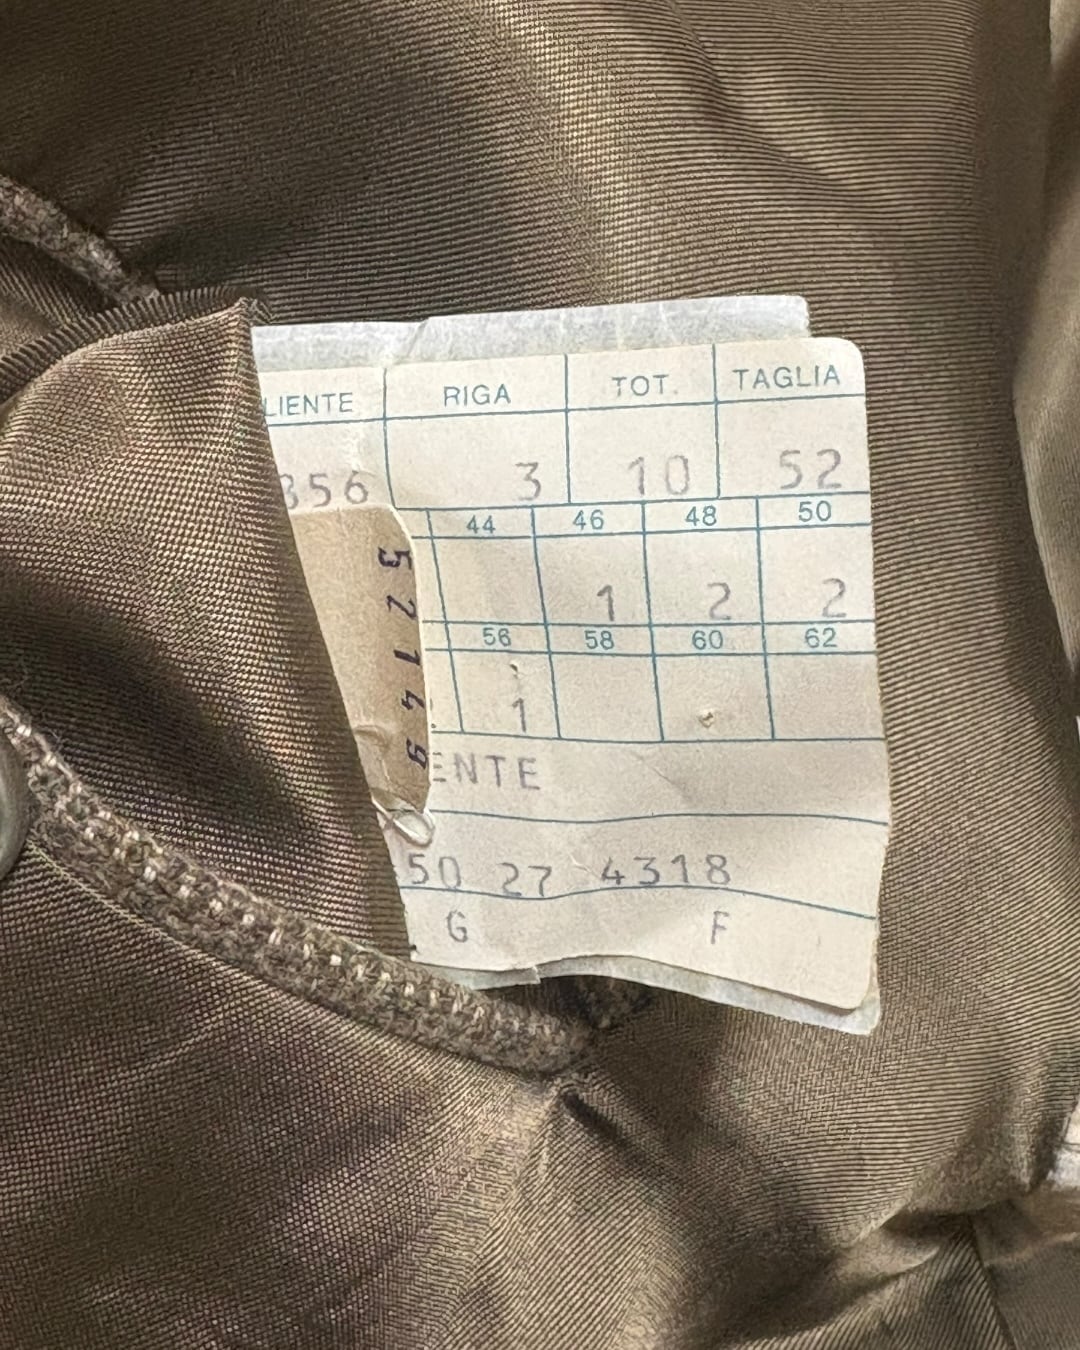 LIENTE RIGA TOT. TAGLIA
356 3 10 52
44 46 48 50
1 2 2
56 58 60 62
1
ENTE
50 27 4318
G F
52149